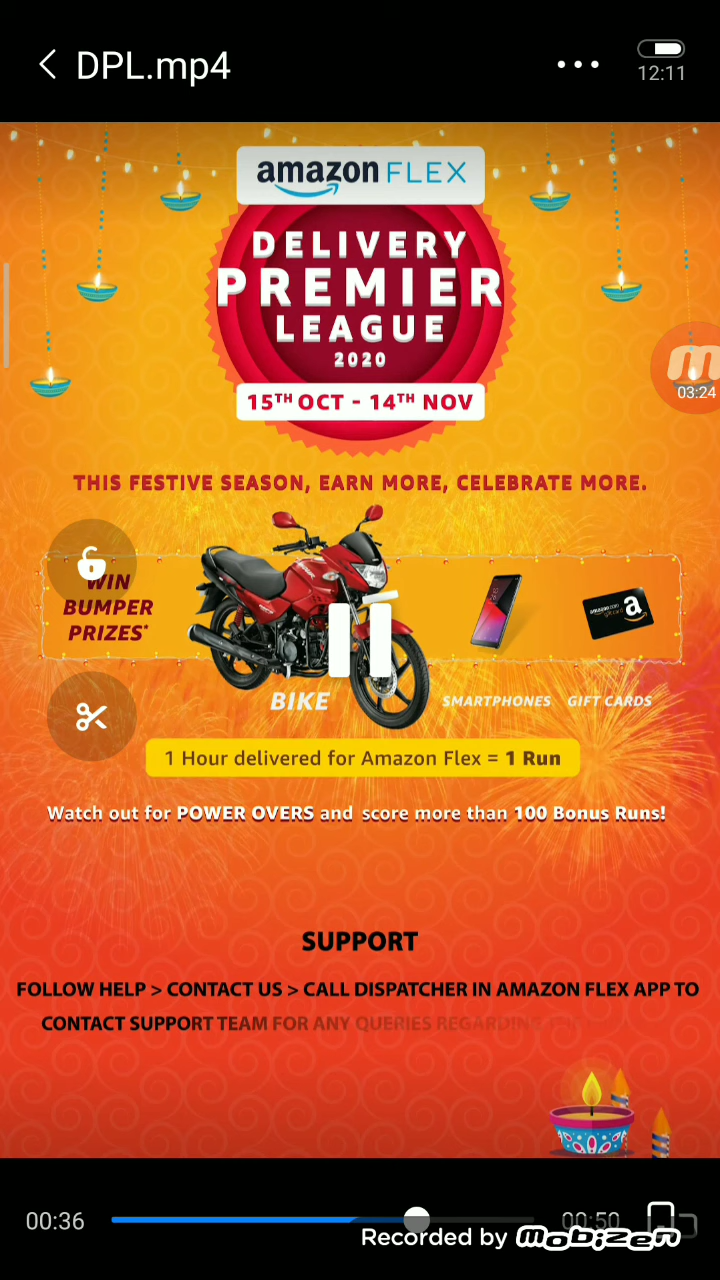 DPL.mp4
12:11
amazon FLEX
DELIVERY
PREMIER
LEAGUE
2020
15TH OCT - 14TH NOV
03:24
THIS FESTIVE SEASON, EARN MORE, CELEBRATE MORE.
WIN
BUMPER
PRIZES*
a
BIKE
SMARTPHONES
GIFT CARDS
1 Hour delivered for Amazon Flex = 1 Run
Watch out for POWER OVERS and score more than 100 Bonus Runs!
SUPPORT
FOLLOW HELP > CONTACT US > CALL DISPATCHER IN AMAZON FLEX APP TO
CONTACT SUPPORT TEAM FOR ANY QUERIES REGARDING
00:36
00:50
Recorded by mobizen